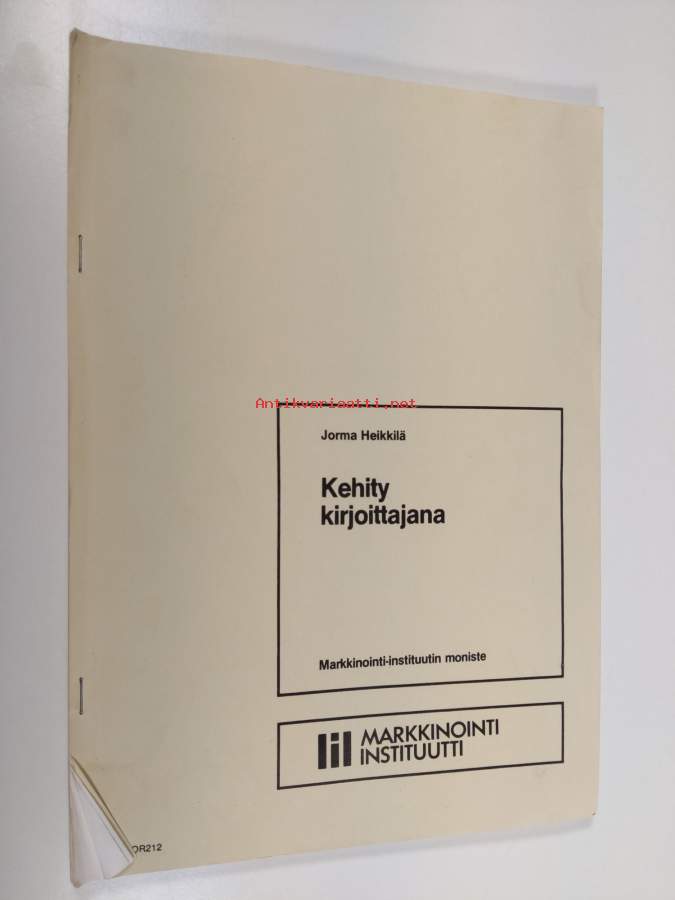 Antikvariaatti.net
Jorma Heikkilä
Kehity
kirjoittajana
Markkinointi-instituutin moniste
MARKKINOINTI
INSTITUUTTI
OR212